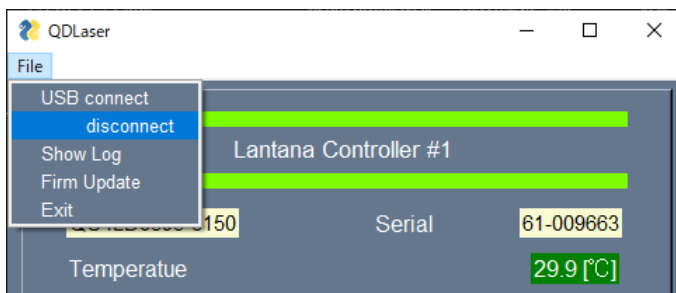 QDLaser
File
USB connect
disconnect
Show Log
Lantana Controller #1
Firm Update
Exit
150 Serial 61-009663
Temperatue 29.9 [℃]